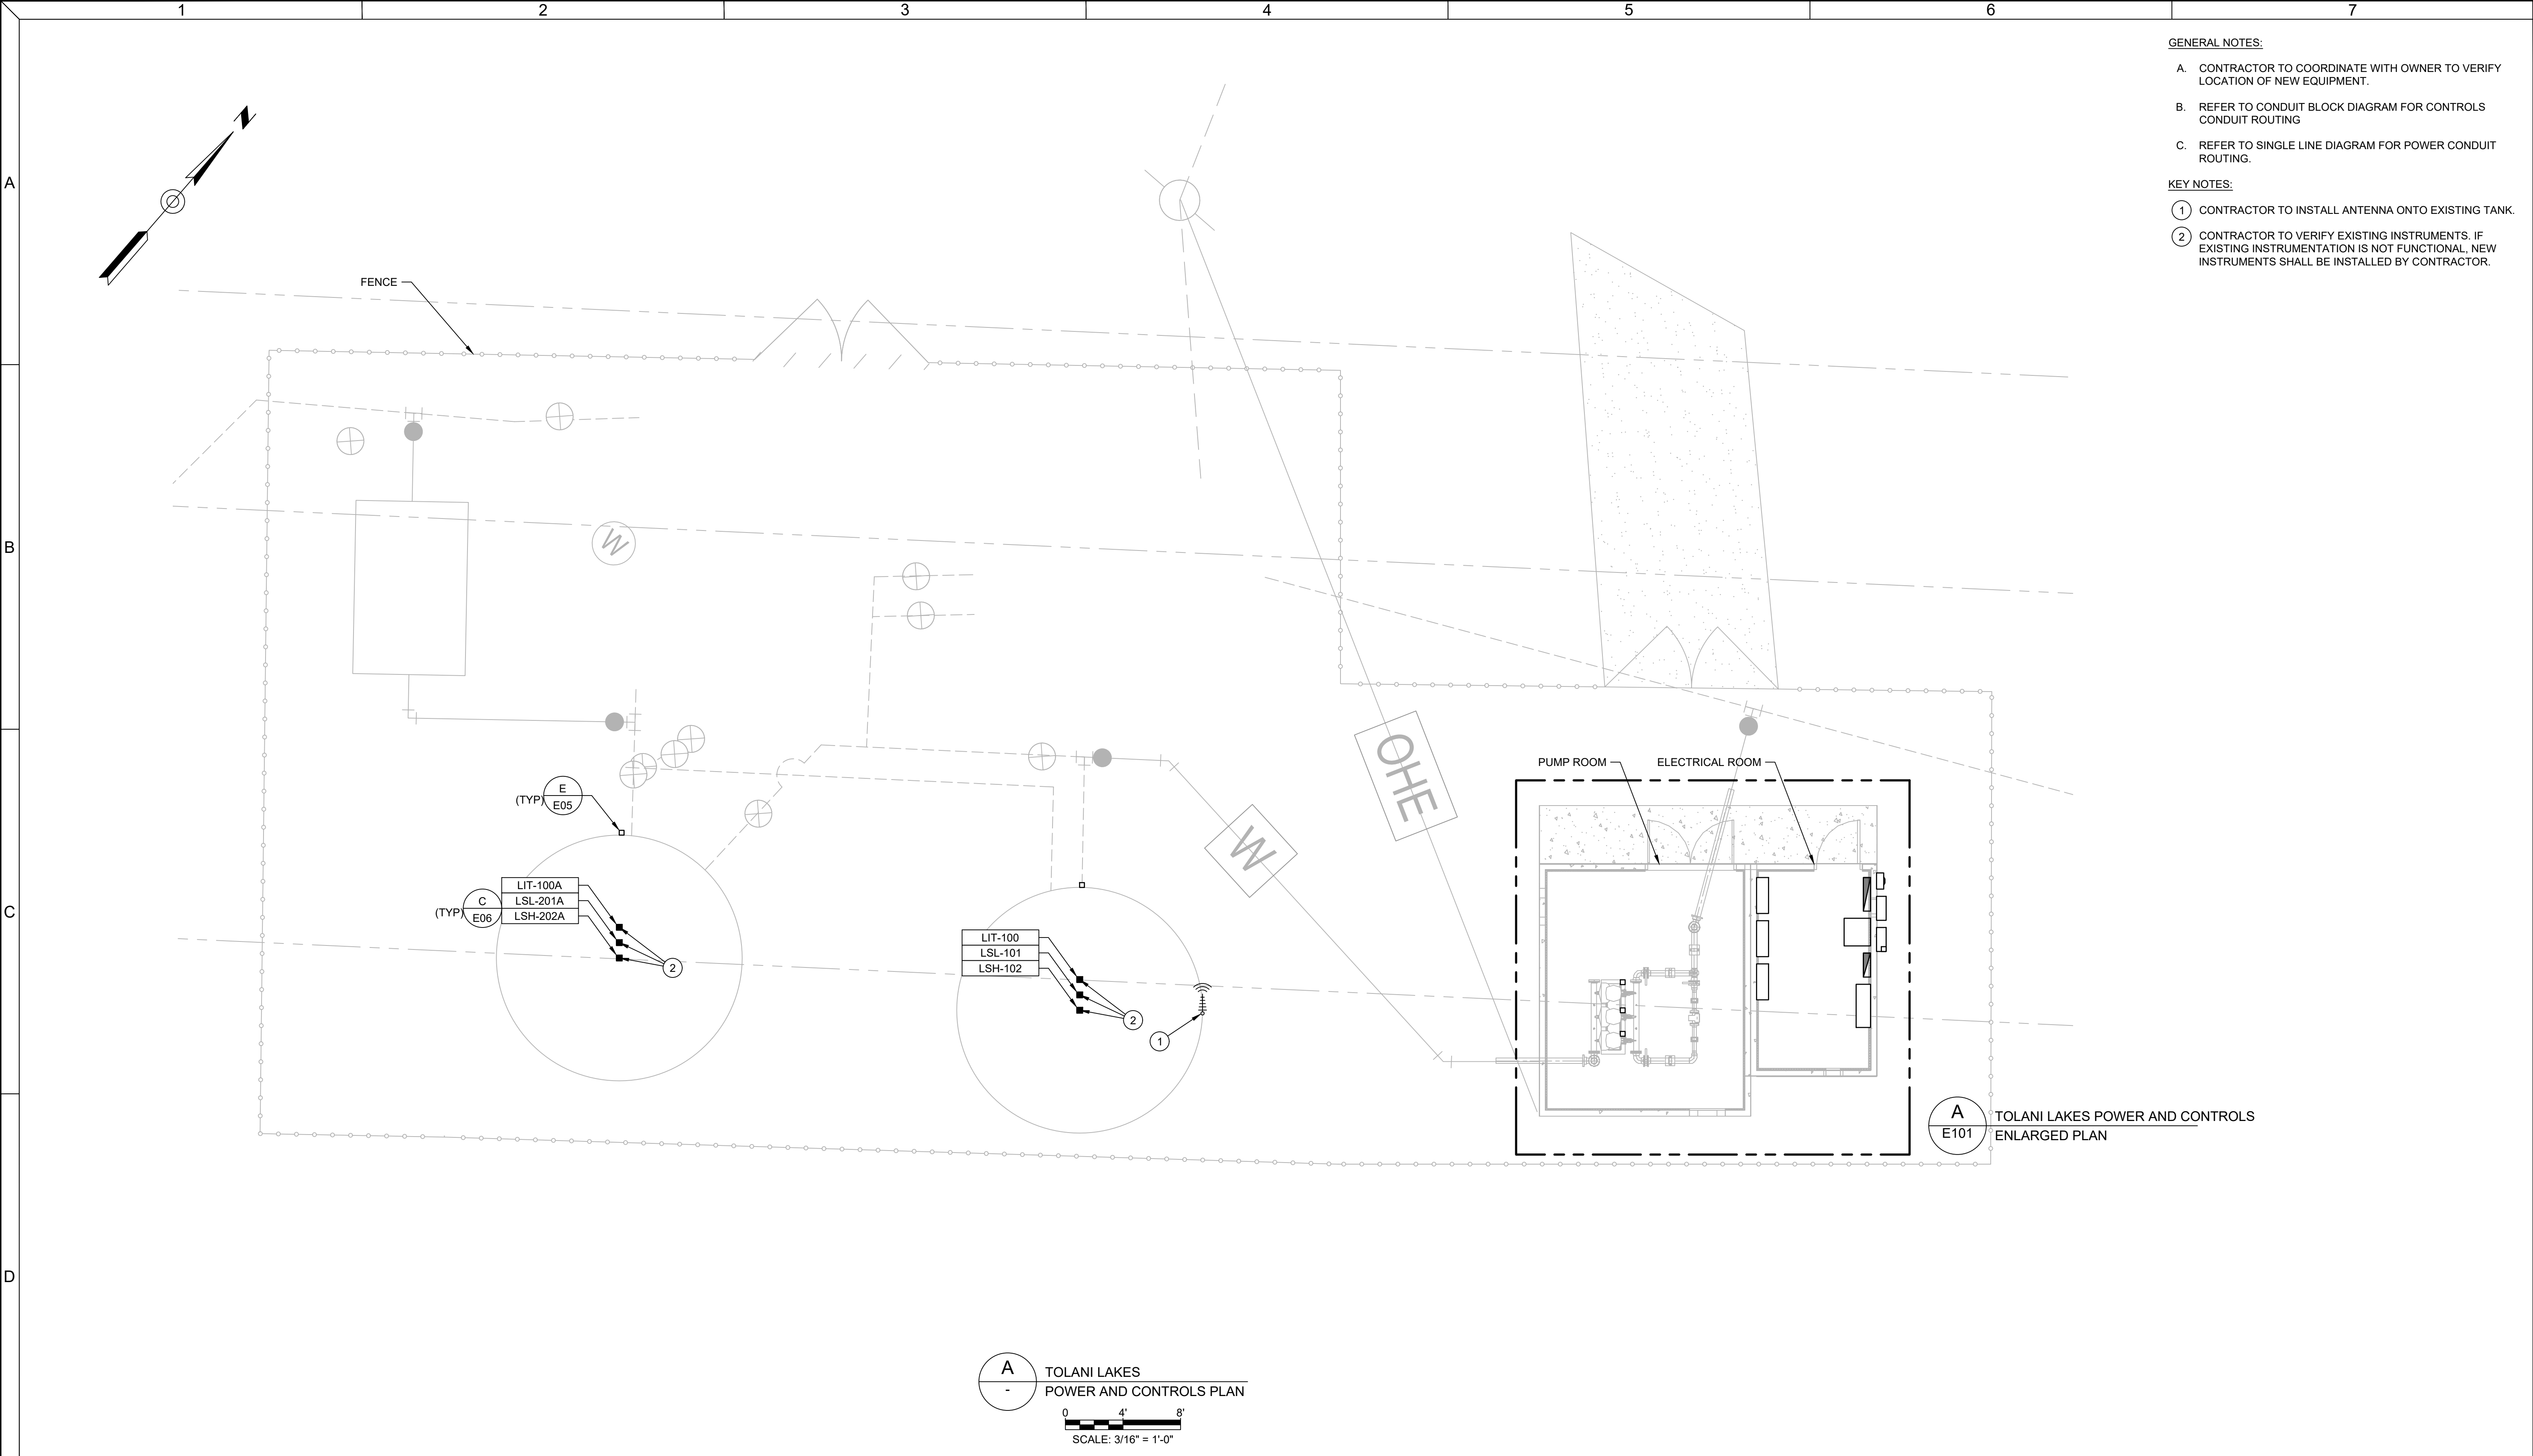 1 2 3 4 5 6 7
GENERAL NOTES:
A. CONTRACTOR TO COORDINATE WITH OWNER TO VERIFY
LOCATION OF NEW EQUIPMENT.
B. REFER TO CONDUIT BLOCK DIAGRAM FOR CONTROLS
CONDUIT ROUTING
C. REFER TO SINGLE LINE DIAGRAM FOR POWER CONDUIT
ROUTING.
KEY NOTES:
1 CONTRACTOR TO INSTALL ANTENNA ONTO EXISTING TANK.
2 CONTRACTOR TO VERIFY EXISTING INSTRUMENTS. IF
EXISTING INSTRUMENTATION IS NOT FUNCTIONAL, NEW
INSTRUMENTS SHALL BE INSTALLED BY CONTRACTOR.
N
A
FENCE
B
W
OHE
W
PUMP ROOM
ELECTRICAL ROOM
(TYP)
E
E05
C
LIT-100A
LSL-201A
LSH-202A
(TYP)
C
E06
2
LIT-100
LSL-101
LSH-102
2
1
A
E101
TOLANI LAKES POWER AND CONTROLS
ENLARGED PLAN
D
A
-
TOLANI LAKES
POWER AND CONTROLS PLAN
0 4' 8'
SCALE: 3/16" = 1'-0"